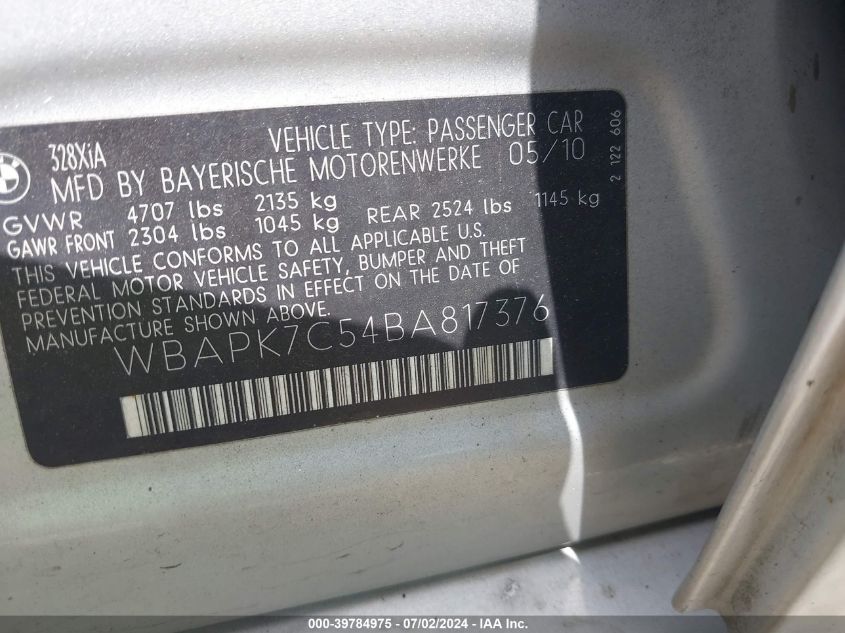 328XiA
VEHICLE TYPE: PASSENGER CAR
MFD BY BAYERISCHE MOTORENWERKE 05/10
GVWR 4707 lbs 2135 kg
GAWR FRONT 2304 lbs 1045 kg REAR 2524 lbs 1145 kg
THIS VEHICLE CONFORMS TO ALL APPLICABLE U.S.
FEDERAL MOTOR VEHICLE SAFETY, BUMPER AND THEFT
PREVENTION STANDARDS IN EFFECT ON THE DATE OF
MANUFACTURE SHOWN ABOVE.
WBAPK7C54BA817376
2 122 606
000-39784975 - 07/02/2024 - IAA Inc.